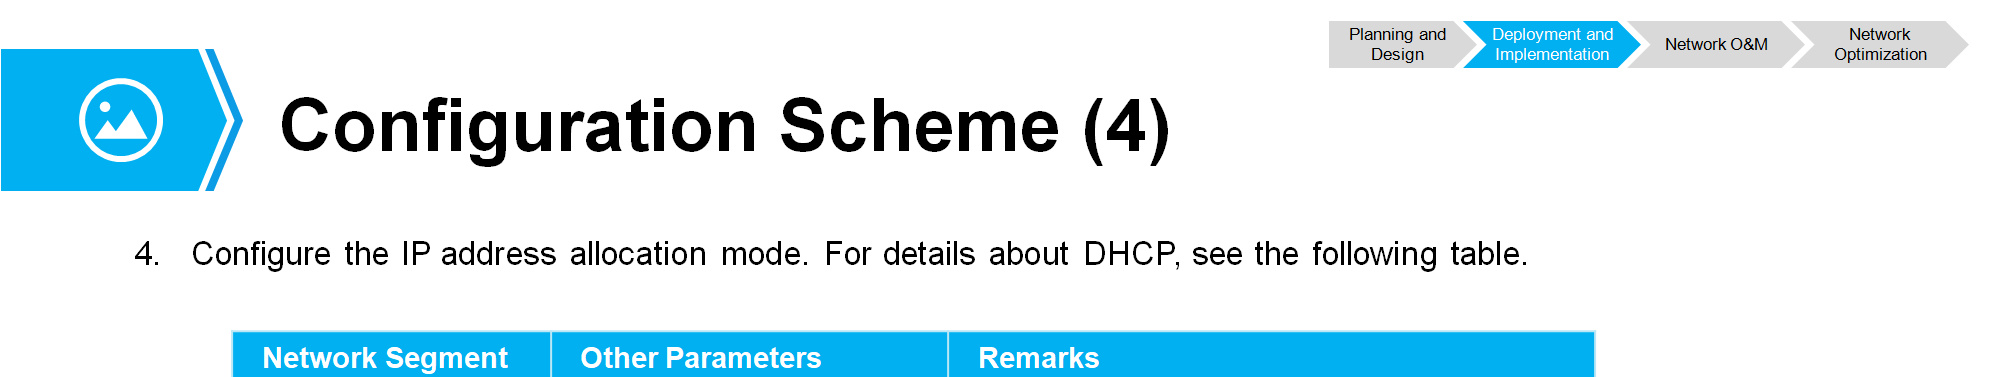 Planning and
Design
Deployment and
Implementation
Network O&M
Network
Optimization
Configuration Scheme (4)
4. Configure the IP address allocation mode. For details about DHCP, see the following table.
Network Segment Other Parameters Remarks